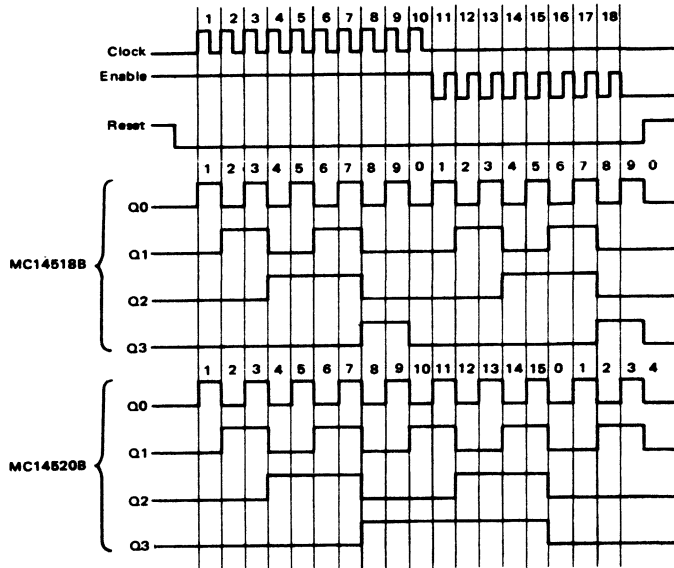 1 2 3 4 5 6 7 8 9 10 11 12 13 14 15 16 17 18
Clock
Enable
Reset
1 2 3 4 5 6 7 8 9 0 1 2 3 4 5 6 7 8 9 0
Q0
Q1
MC14518B
Q2
Q3
1 2 3 4 5 6 7 8 9 10 11 12 13 14 15 0 1 2 3 4
Q0
Q1
MC14520B
Q2
Q3